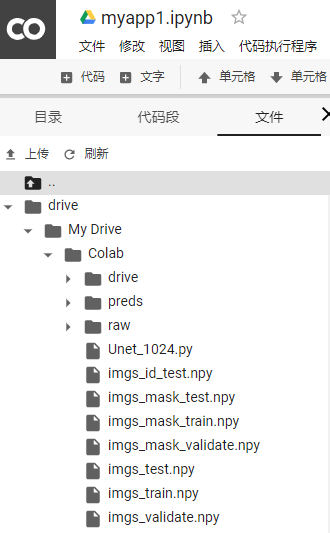 CO myapp1.ipynb
文件 修改 视图 插入 代码执行程序
代码 文字 单元格 单元格
目录 代码段 文件
上传 刷新
..
drive
My Drive
Colab
drive
preds
raw
Unet_1024.py
imgs_id_test.npy
imgs_mask_test.npy
imgs_mask_train.npy
imgs_mask_validate.npy
imgs_test.npy
imgs_train.npy
imgs_validate.npy